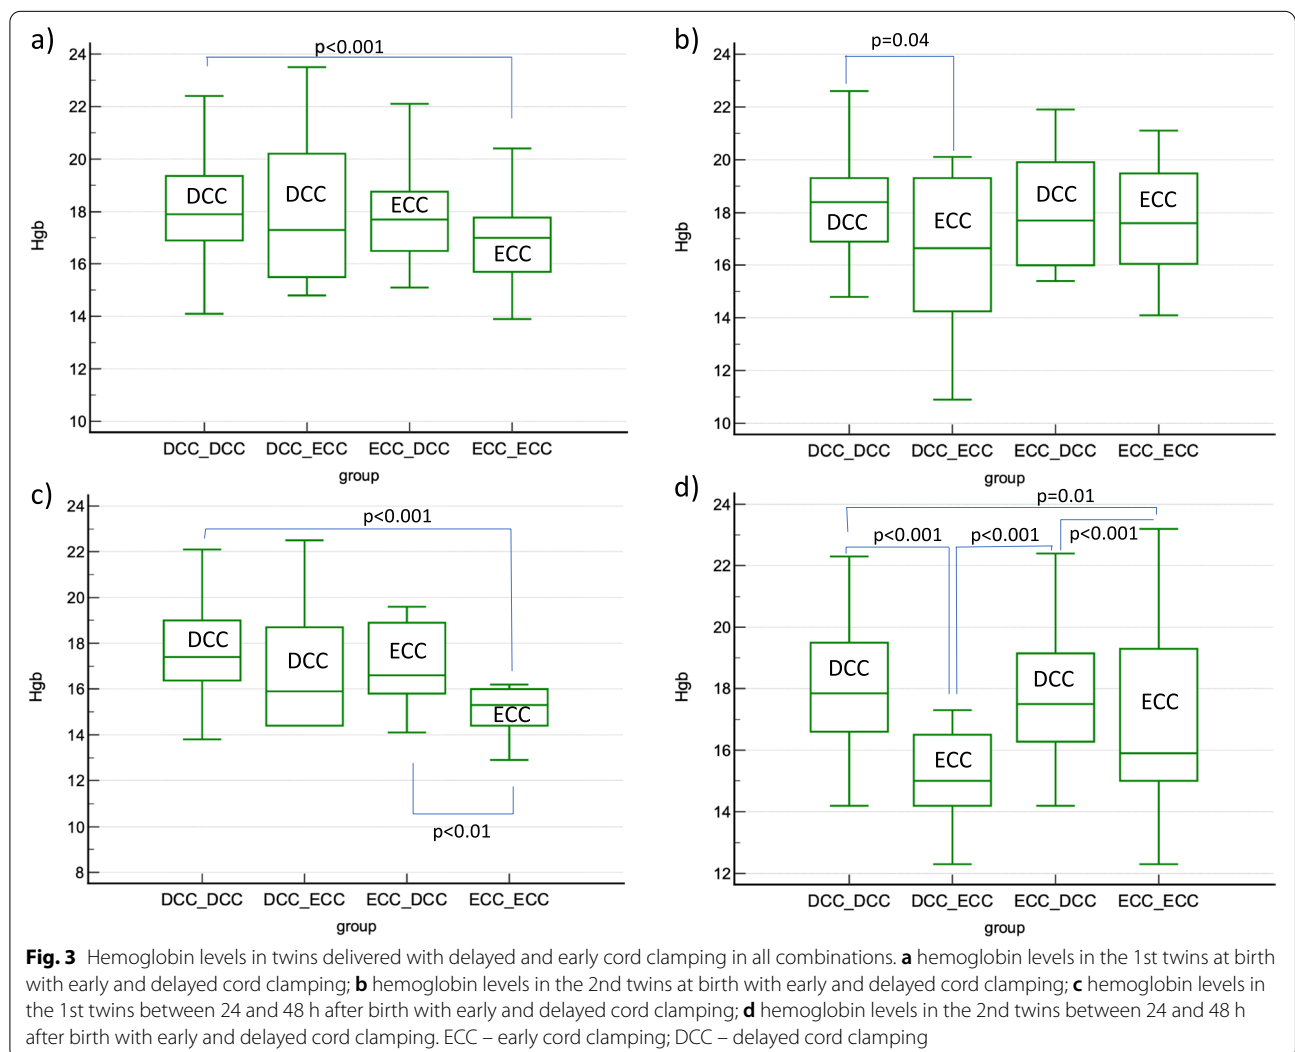 a)
p<0.001
24
22
20
18
16
14
12
10
Hgb
DCC
DCC
ECC
ECC
DCC_DCC
DCC_ECC
ECC_DCC
ECC_ECC
group
b)
p=0.04
24
22
20
18
16
14
12
10
Hgb
DCC
ECC
DCC
ECC
DCC_DCC
DCC_ECC
ECC_DCC
ECC_ECC
group
c)
p<0.001
24
22
20
18
16
14
12
10
8
Hgb
DCC
DCC
ECC
ECC
p<0.01
DCC_DCC
DCC_ECC
ECC_DCC
ECC_ECC
group
d)
p=0.01
p<0.001
p<0.001
p<0.001
24
22
20
18
16
14
12
Hgb
DCC
ECC
DCC
ECC
DCC_DCC
DCC_ECC
ECC_DCC
ECC_ECC
group
Fig. 3 Hemoglobin levels in twins delivered with delayed and early cord clamping in all combinations. a hemoglobin levels in the 1st twins at birth
with early and delayed cord clamping; b hemoglobin levels in the 2nd twins at birth with early and delayed cord clamping; c hemoglobin levels in
the 1st twins between 24 and 48 h after birth with early and delayed cord clamping; d hemoglobin levels in the 2nd twins between 24 and 48 h
after birth with early and delayed cord clamping. ECC – early cord clamping; DCC – delayed cord clamping